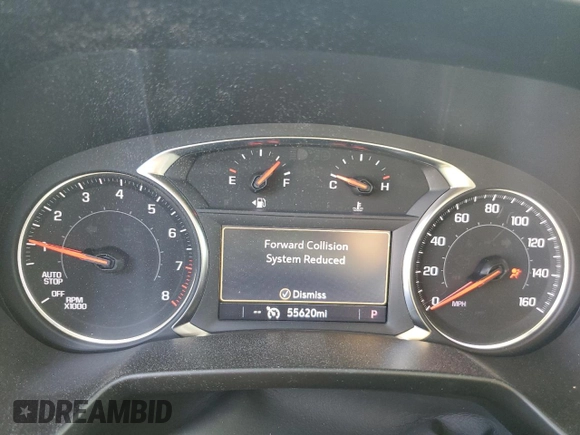 E F
C H
1 2 3 4 5 6 7 8
AUTO
STOP
OFF
RPM
X1000
Forward Collision
System Reduced
Dismiss
-- 55620mi P
0 20 40 60 80 100 120 140 160
MPH
DREAMBID